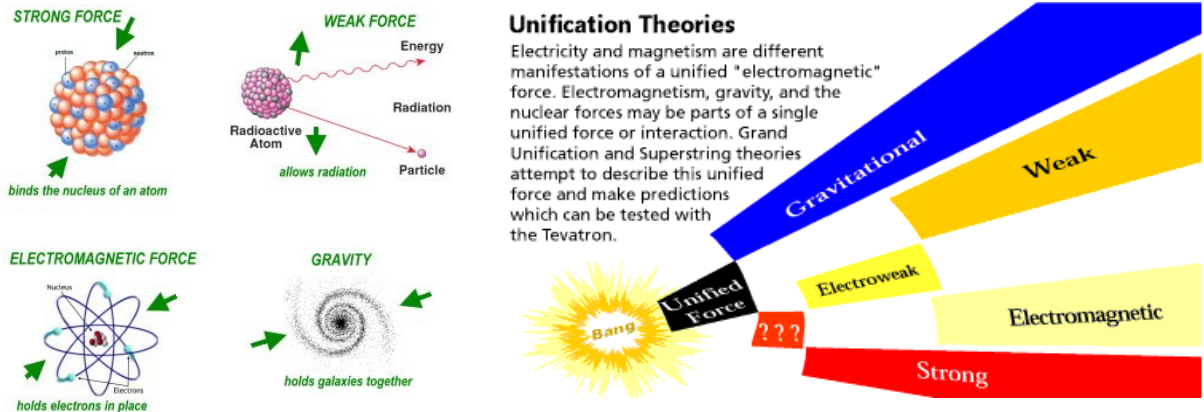 STRONG FORCE
protos
neutron
binds the nucleus of an atom
WEAK FORCE
Energy
Radiation
Radioactive
Atom
Particle
allows radiation
ELECTROMAGNETIC FORCE
Nucleus
Electrons
holds electrons in place
GRAVITY
holds galaxies together
Unification Theories
Electricity and magnetism are different
manifestations of a unified "electromagnetic"
force. Electromagnetism, gravity, and the
nuclear forces may be parts of a single
unified force or interaction. Grand
Unification and Superstring theories
attempt to describe this unified
force and make predictions
which can be tested with
the Tevatron.
Bang
Unified
Force
? ? ?
Gravitational
Weak
Electroweak
Electromagnetic
Strong